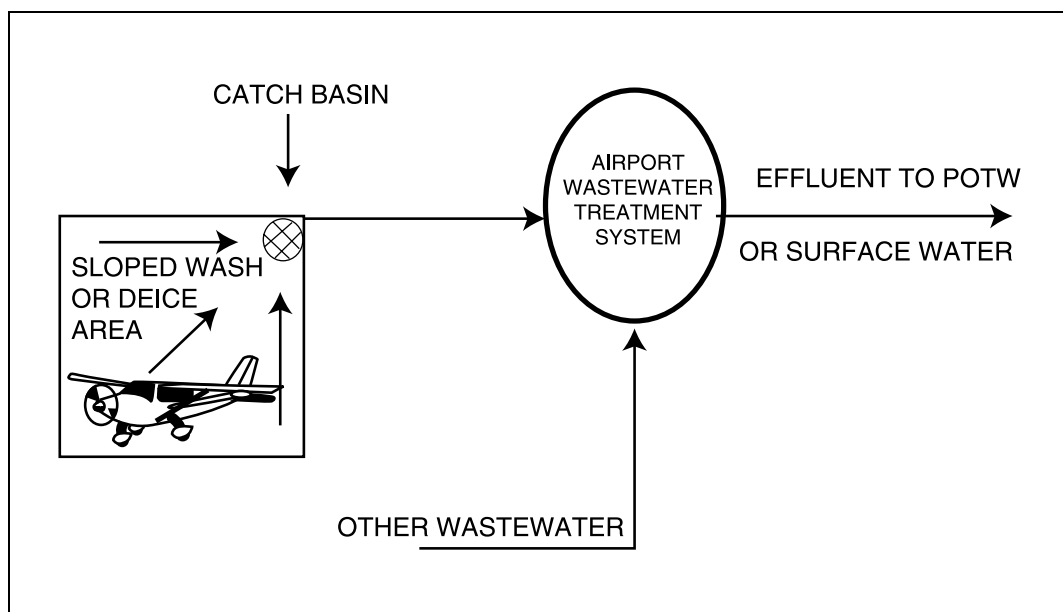 CATCH BASIN
SLOPED WASH
OR DEICE
AREA
AIRPORT
WASTEWATER
TREATMENT
SYSTEM
EFFLUENT TO POTW
OR SURFACE WATER
OTHER WASTEWATER